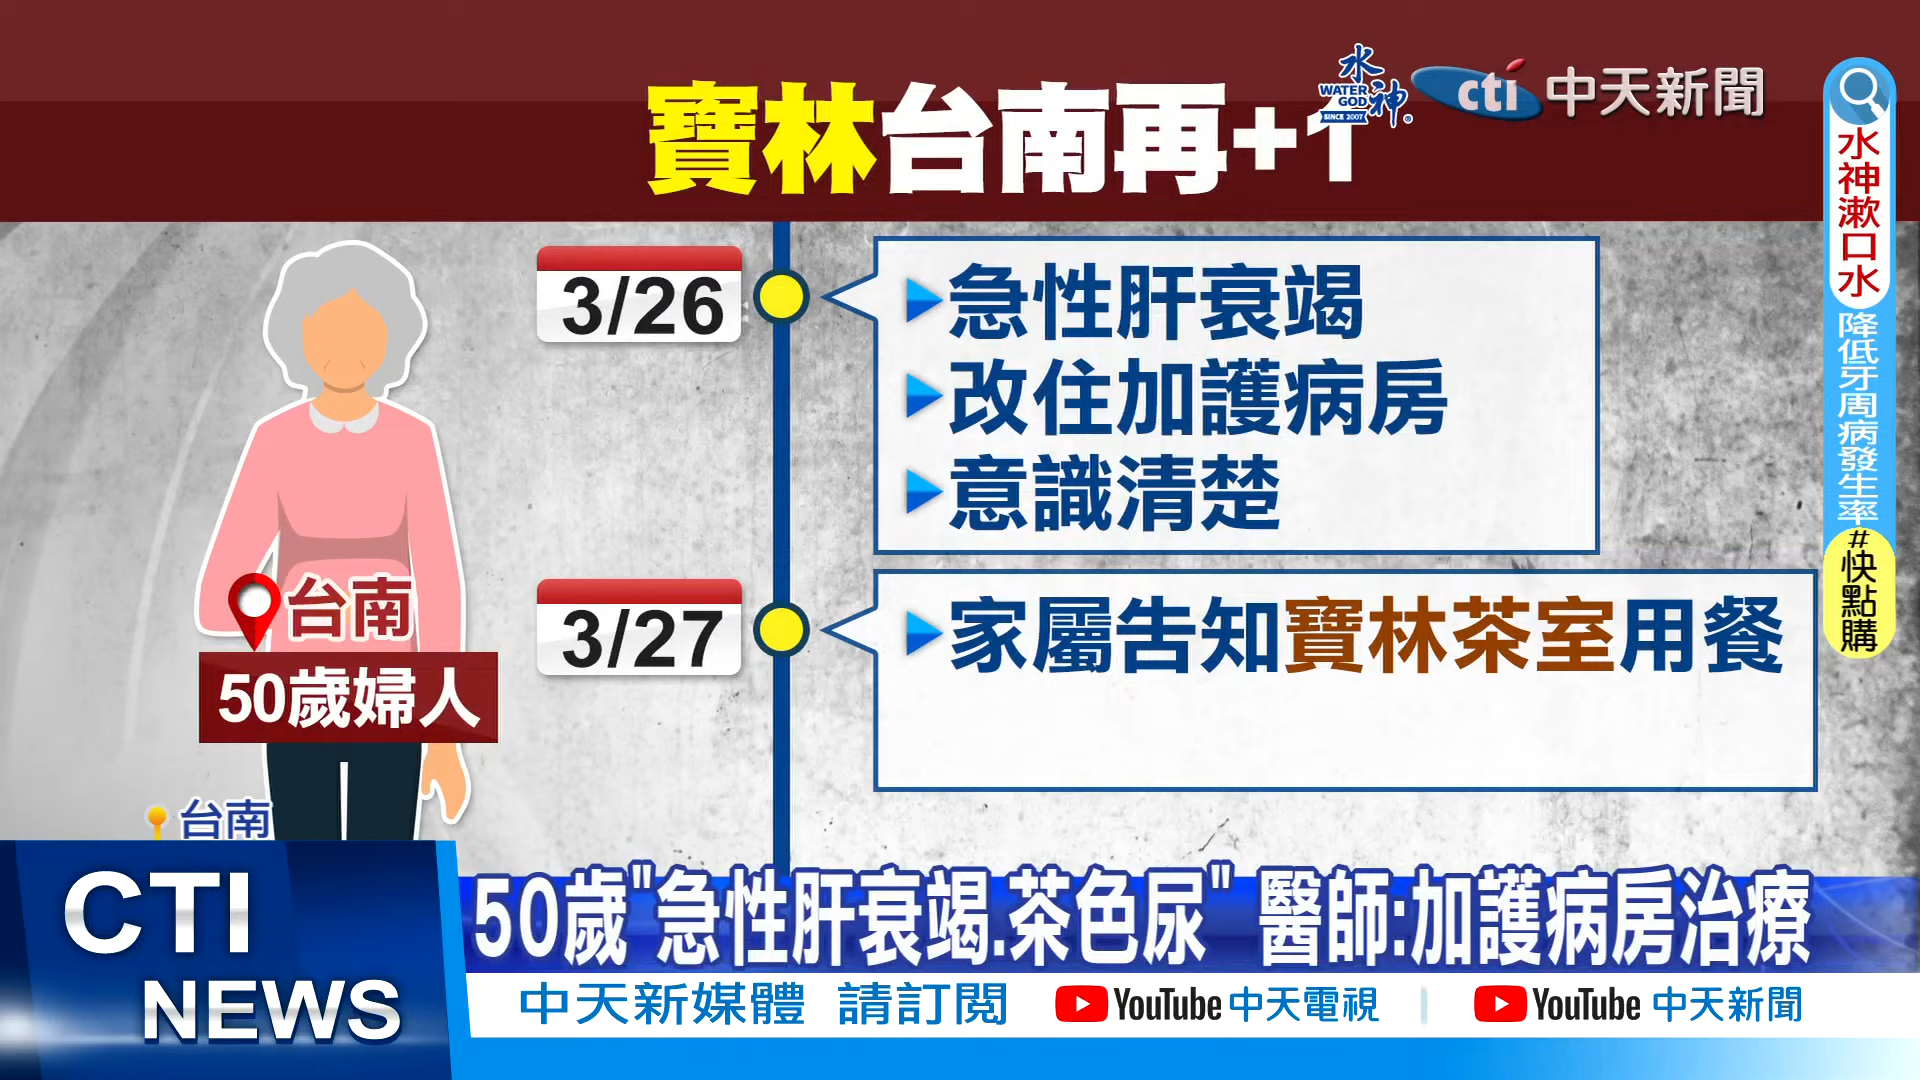 寶林台南再+1
水神
WATER GOD
SINCE 2007
cti 中天新聞
3/26
急性肝衰竭
改住加護病房
意識清楚
3/27
家屬告知寶林茶室用餐
台南
50歲婦人
台南
水神漱口水
降低牙周病發生率
#快點購
CTI NEWS
50歲"急性肝衰竭.茶色尿" 醫師:加護病房治療
中天新媒體 請訂閱 YouTube 中天電視 | YouTube 中天新聞